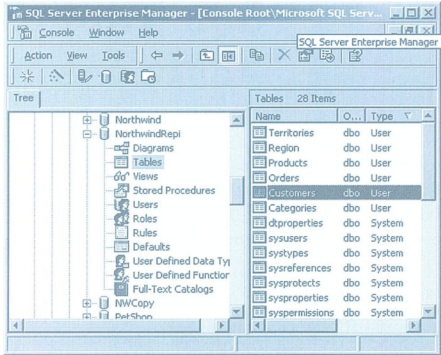 SQL Server Enterprise Manager - [Console Root\Microsoft SQL Serv...
Console Window Help
SQL Server Enterprise Manager
Action View Tools
Tree
Tables 28 Items
Name O... Type
Northwind
NorthwindRepi
Diagrams
Tables
Views
Stored Procedures
Users
Roles
Rules
Defaults
User Defined Data Typ
User Defined Function
Full-Text Catalogs
NWCopy
PetShop
Territories dbo User
Region dbo User
Products dbo User
Orders dbo User
Customers dbo User
Categories dbo User
dtproperties dbo System
sysusers dbo System
systypes dbo System
sysreferences dbo System
sysprotects dbo System
sysproperties dbo System
syspermissions dbo System